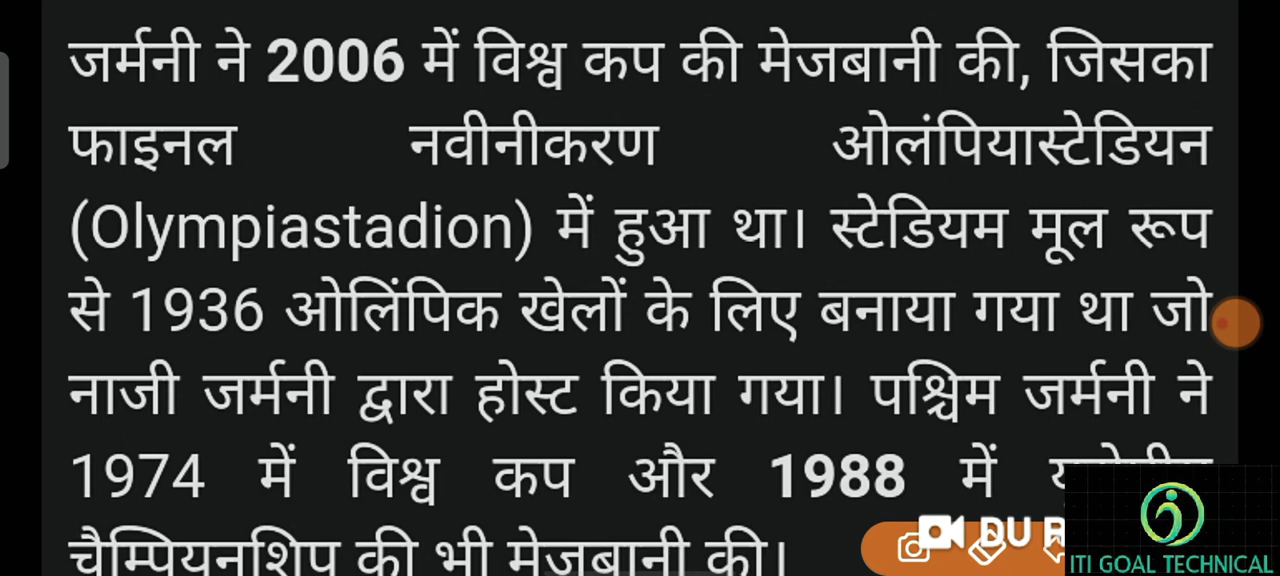 जर्मनी ने 2006 में विश्व कप की मेजबानी की, जिसका
फाइनल नवीनीकरण ओलंपियास्टेडियन
(Olympiastadion) में हुआ था। स्टेडियम मूल रूप
से 1936 ओलिंपिक खेलों के लिए बनाया गया था जो
नाजी जर्मनी द्वारा होस्ट किया गया। पश्चिम जर्मनी ने
1974 में विश्व कप और 1988 में
चैम्पियनशिप की भी मेजबानी की।
DU
ITI GOAL TECHNICAL